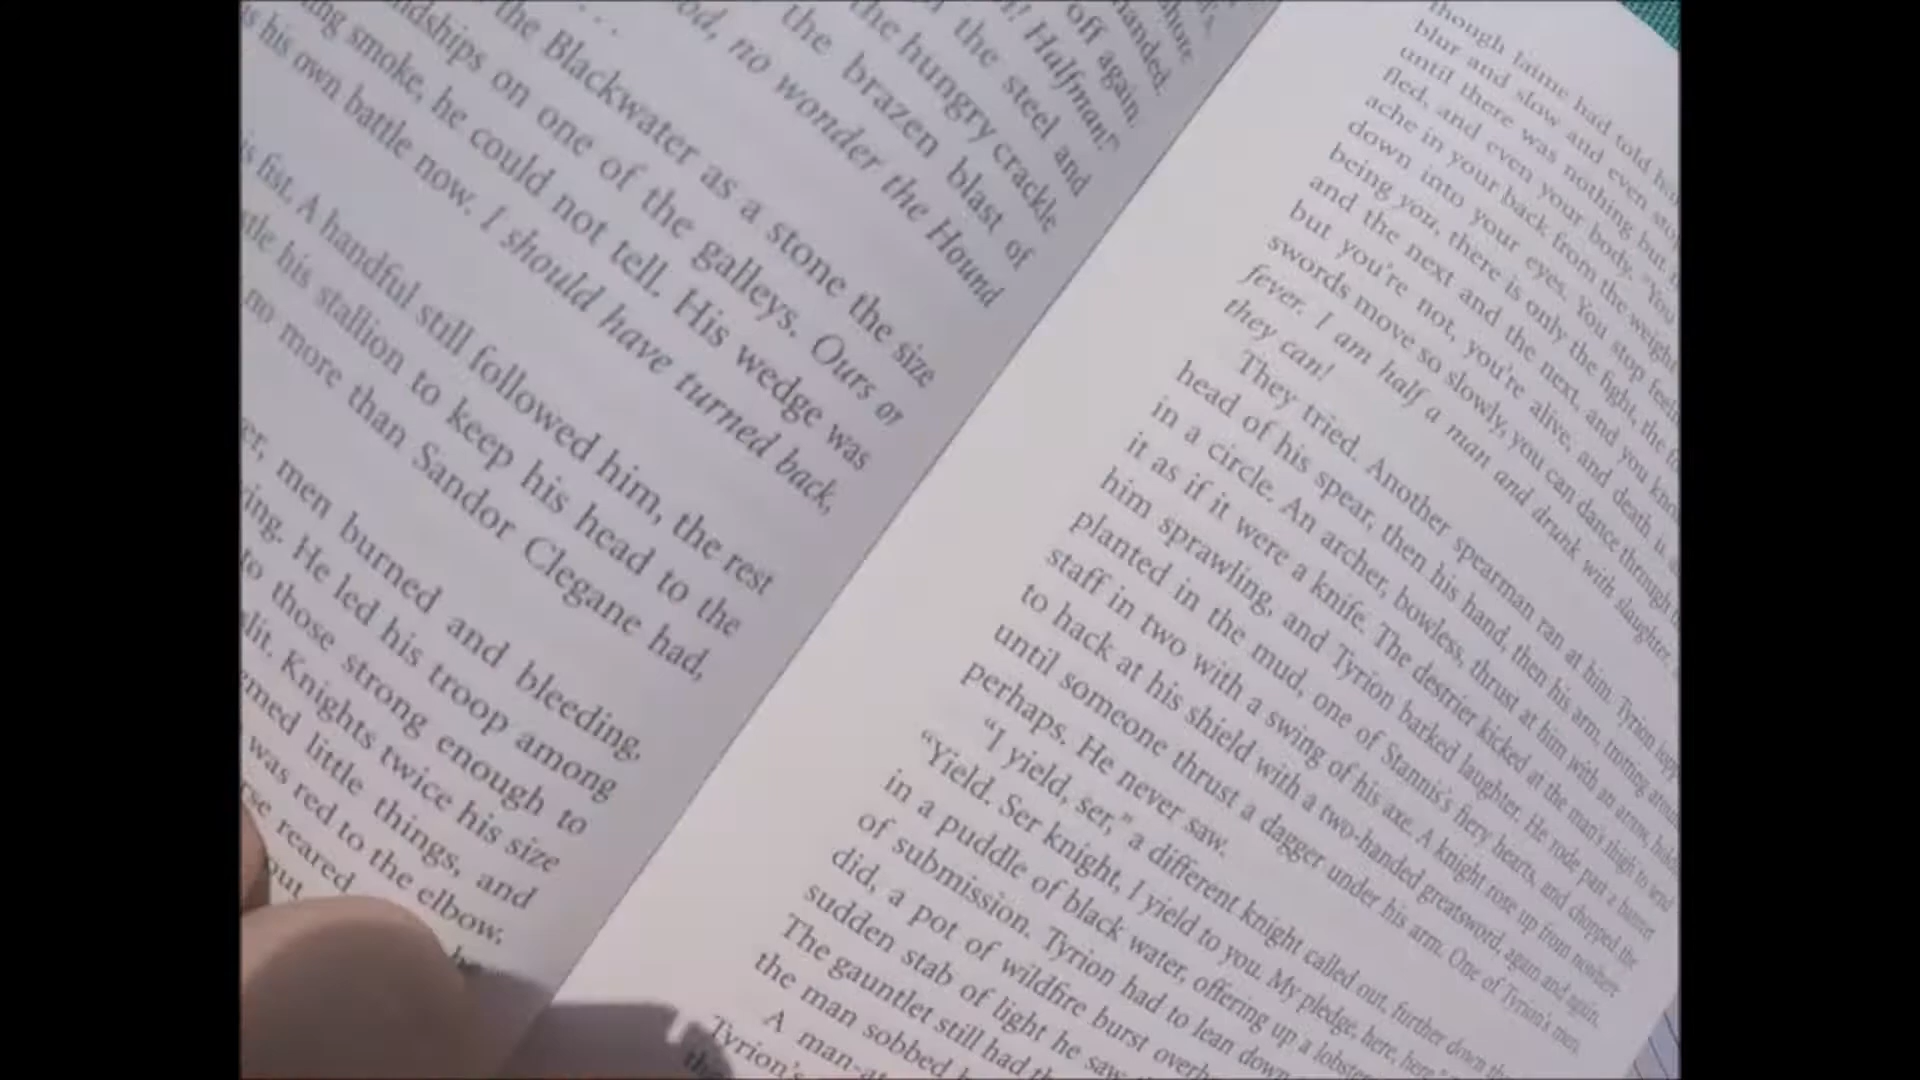 shore
handed.
off again,
Halfman!"
the steel and
the hungry crackle
the brazen blast of
no wonder the Hound
the Blackwater as a stone the size
on one of the galleys. Ours or
smoke, he could not tell. His wedge was
his own battle now. I should have turned back,
fist. A handful still followed him, the rest
his stallion to keep his head to the
no more than Sandor Clegane had,
men burned and bleeding,
He led his troop among
to those strong enough to
Knights twice his size
little things, and
was red to the elbow,
reared
out
though Jaime had told
blur and slow and even
until there was nothing but
fled, and even your body. "You
ache in your back from the weight
down into your eyes. You stop
being you, there is only the fight, the
and the next and the next, and you
but you're not, you're alive, and death is
swords move so slowly, you can dance through
fever. I am half a man and drunk with slaughter,
they can!
They tried. Another spearman ran at him. Tyrion
head of his spear, then his hand, then his arm, trotting
in a circle. An archer, bowless, thrust at him with an arrow,
it as if it were a knife. The destrier kicked at the man's thigh to send
him sprawling, and Tyrion barked laughter. He rode past a banner
planted in the mud, one of Stannis's fiery hearts, and chopped the
staff in two with a swing of his axe. A knight rose up from nowhere
to hack at his shield with a two-handed greatsword, again and again,
until someone thrust a dagger under his arm. One of Tyrion's men,
perhaps. He never saw.
"I yield, ser," a different knight called out, further down the
"Yield. Ser knight, I yield to you. My pledge, here, here."
in a puddle of black water, offering up a
of submission. Tyrion had to lean down
did, a pot of wildfire burst
sudden stab of light he saw
The gauntlet still had
the man sobbed
A
Tyrion's